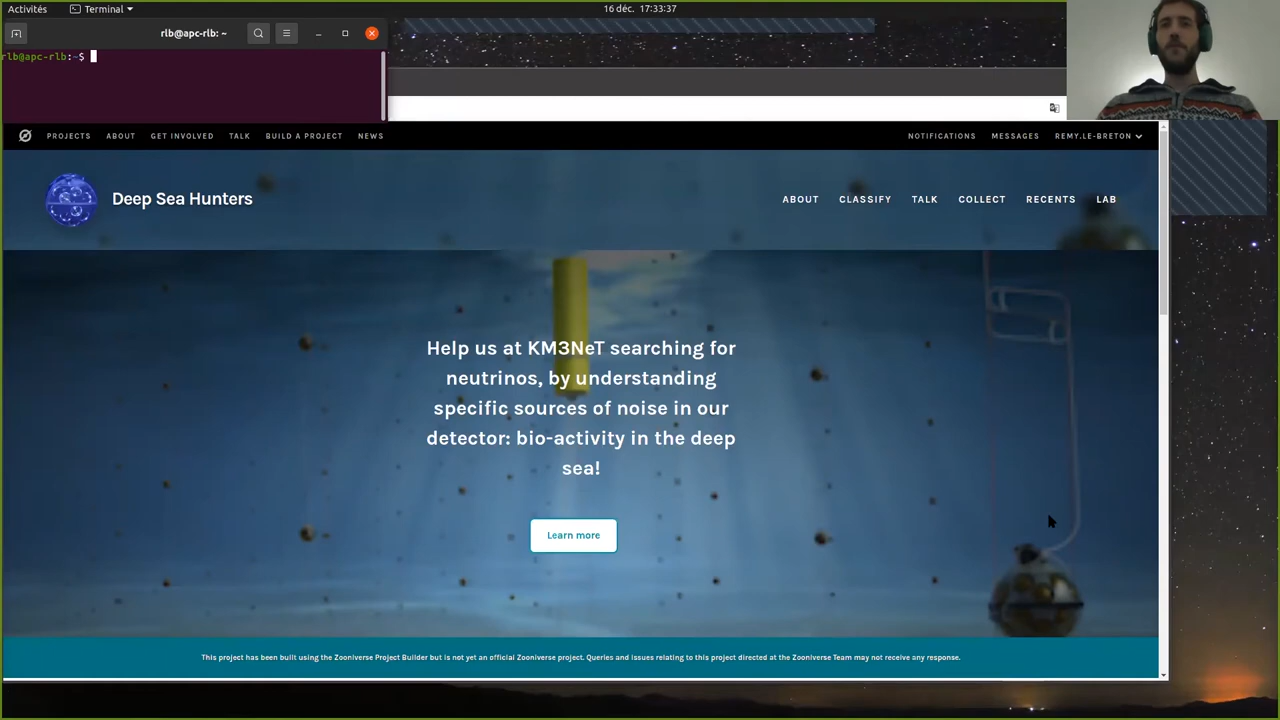 Activités
Terminal
16 déc. 17:33:37
rlb@apc-rlb: ~
rlb@apc-rlb:~$
PROJECTS ABOUT GET INVOLVED TALK BUILD A PROJECT NEWS
NOTIFICATIONS MESSAGES REMY.LE-BRETON
Deep Sea Hunters
ABOUT CLASSIFY TALK COLLECT RECENTS LAB
Help us at KM3NeT searching for
neutrinos, by understanding
specific sources of noise in our
detector: bio-activity in the deep
sea!
Learn more
This project has been built using the Zooniverse Project Builder but is not yet an official Zooniverse project. Queries and issues relating to this project directed at the Zooniverse Team may not receive any response.